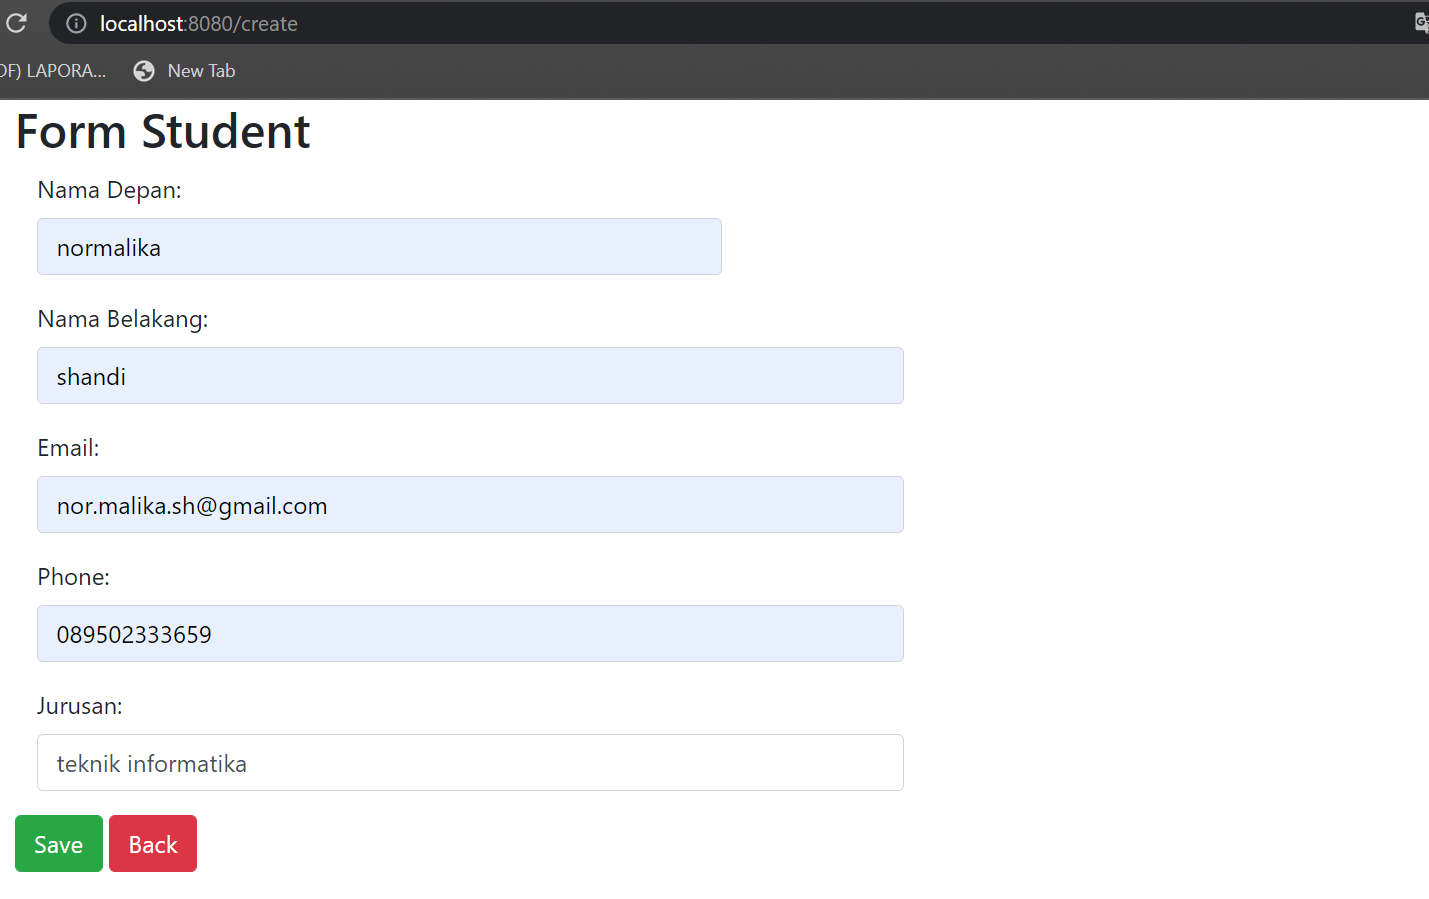 localhost:8080/create
DF) LAPORA... New Tab
Form Student
Nama Depan:
normalika
Nama Belakang:
shandi
Email:
nor.malika.sh@gmail.com
Phone:
089502333659
Jurusan:
teknik informatika
Save Back